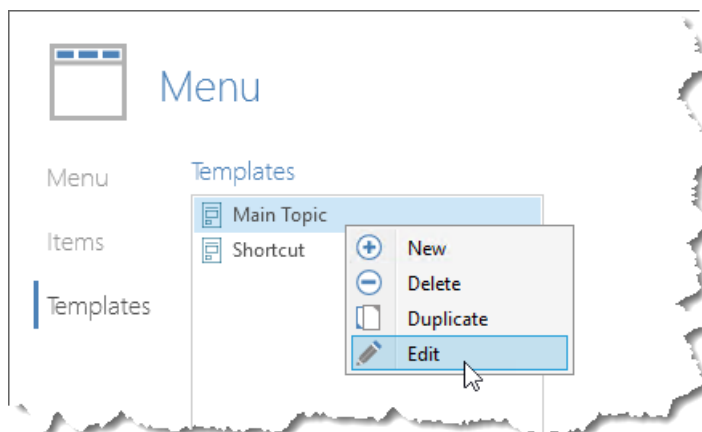 Menu
Menu
Items
Templates
Templates
Main Topic
Shortcut
New
Delete
Duplicate
Edit